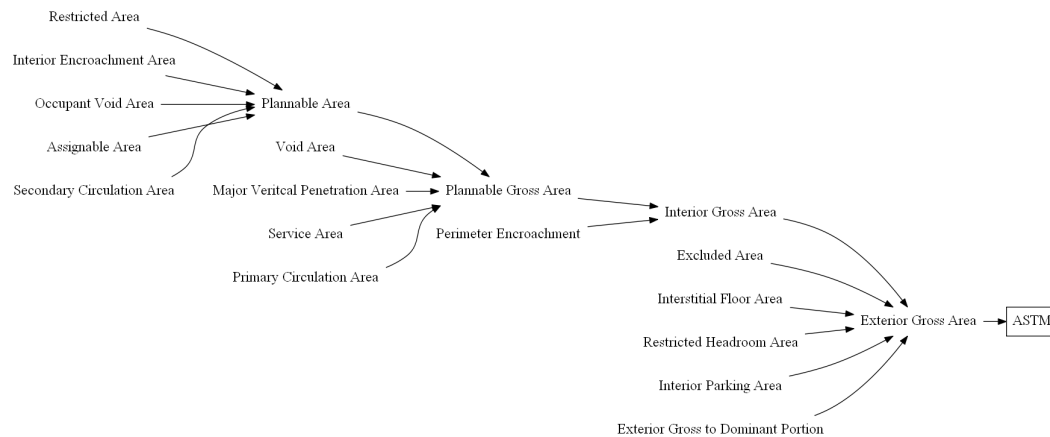 Restricted Area
Interior Encroachment Area
Occupant Void Area
Plannable Area
Assignable Area
Void Area
Secondary Circulation Area
Major Veritcal Penetration Area
Plannable Gross Area
Interior Gross Area
Service Area
Perimeter Encroachment
Excluded Area
Primary Circulation Area
Interstitial Floor Area
Exterior Gross Area
ASTM
Restricted Headroom Area
Interior Parking Area
Exterior Gross to Dominant Portion